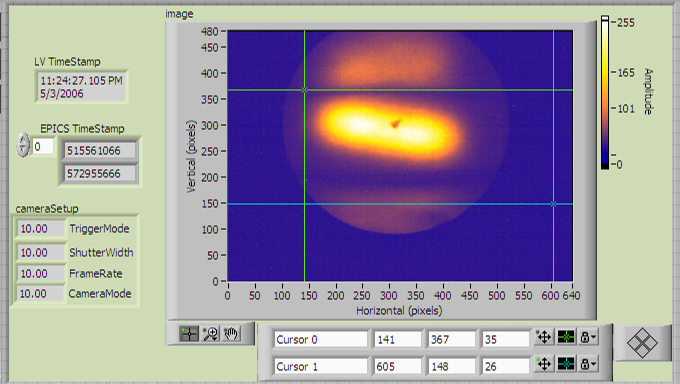 image
LV TimeStamp
11:24:27.105 PM
5/3/2006
EPICS TimeStamp
0
515561066
572955666
cameraSetup
10.00 TriggerMode
10.00 ShutterWidth
10.00 FrameRate
10.00 CameraMode
Vertical (pixels)
480
450
400
350
300
250
200
150
100
50
0
0 50 100 150 200 250 300 350 400 450 500 550 600 640
Horizontal (pixels)
-255
-165
-101
-0
Amplitude
Cursor 0 141 367 35
Cursor 1 605 148 26